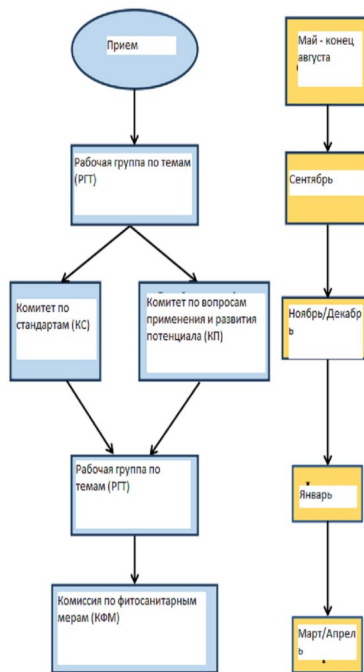 Прием
Май - конец
августа
Рабочая группа по темам
(РГТ)
Сентябрь
Комитет по
стандартам (КС)
Комитет по вопросам
применения и развития
потенциала (КП)
Ноябрь/Декабр
ь
Рабочая группа по
темам (РГТ)
Январь
Комиссия по фитосанитарным
мерам (КФМ)
Март/Апрел
ь